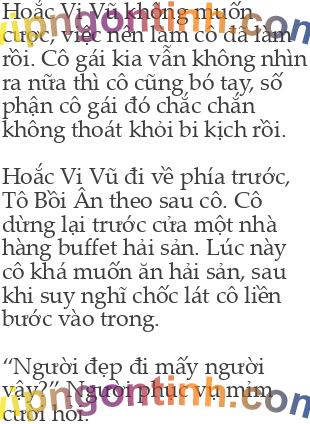 Hoắc Vi Vũ không muốn
cược, việc nên làm cô đã làm
rồi. Cô gái kia vẫn không nhìn
ra nữa thì cô cũng bó tay, số
phận cô gái đó chắc chắn
không thoát khỏi bi kịch rồi.
Hoắc Vi Vũ đi về phía trước,
Tô Bồi Ân theo sau cô. Cô
dừng lại trước cửa một nhà
hàng buffet hải sản. Lúc này
cô khá muốn ăn hải sản, sau
khi suy nghĩ chốc lát cô liền
bước vào trong.
“Người đẹp đi mấy người
vậy?” Người phục vụ mỉm
cười hỏi.
vipngontinh.com